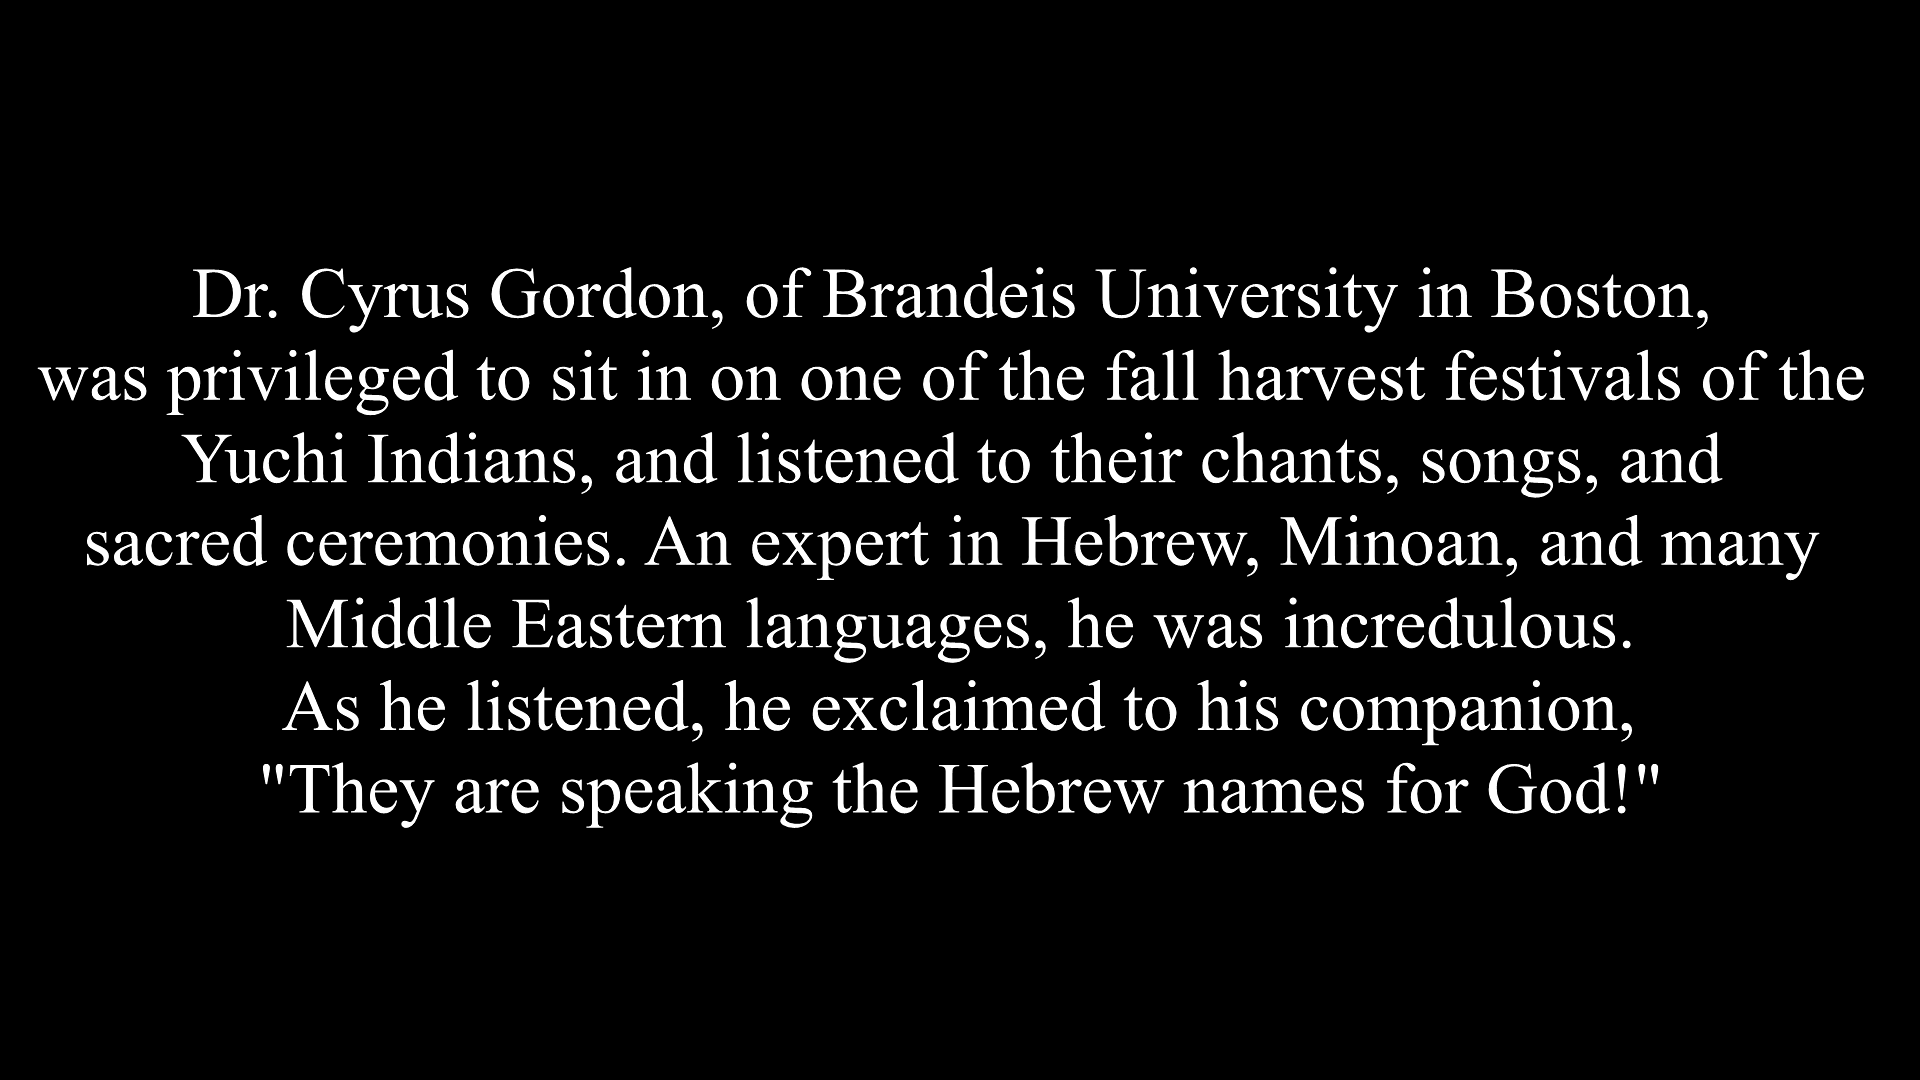 Dr. Cyrus Gordon, of Brandeis University in Boston,
was privileged to sit in on one of the fall harvest festivals of the
Yuchi Indians, and listened to their chants, songs, and
sacred ceremonies. An expert in Hebrew, Minoan, and many
Middle Eastern languages, he was incredulous.
As he listened, he exclaimed to his companion,
"They are speaking the Hebrew names for God!"